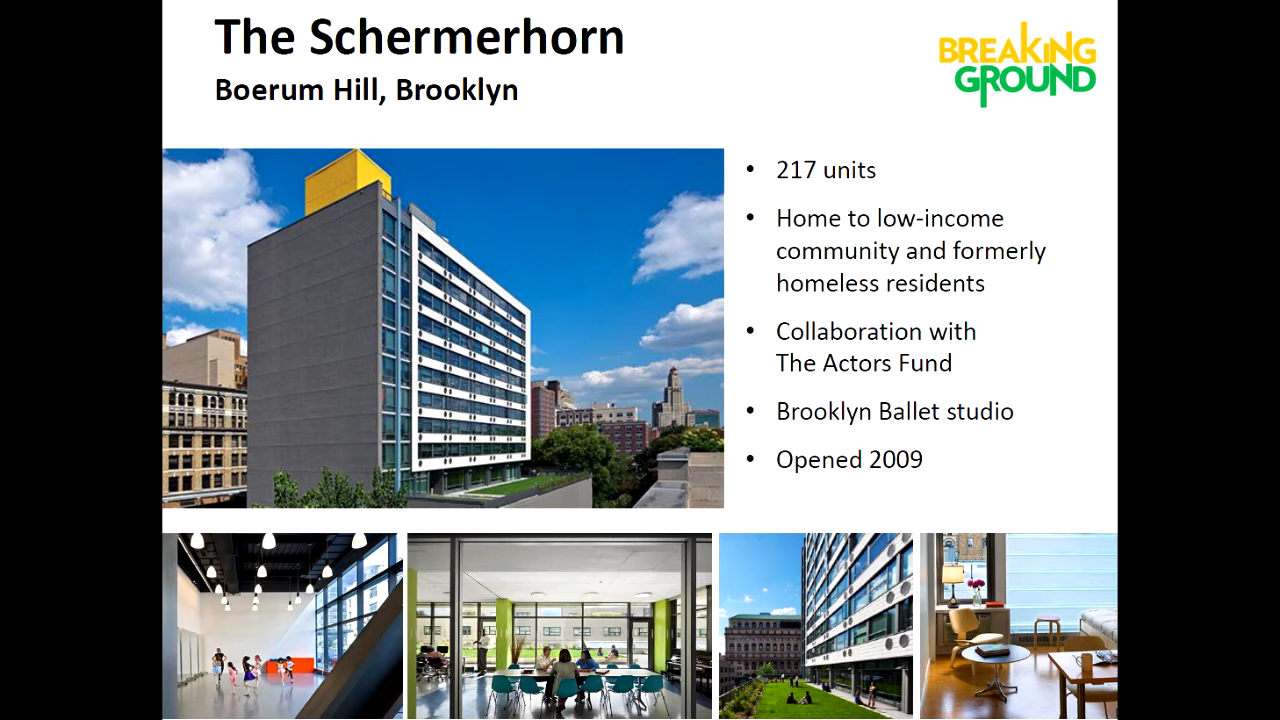 The Schermerhorn
Boerum Hill, Brooklyn
BREAKING
GROUND
• 217 units
• Home to low-income
community and formerly
homeless residents
• Collaboration with
The Actors Fund
• Brooklyn Ballet studio
• Opened 2009